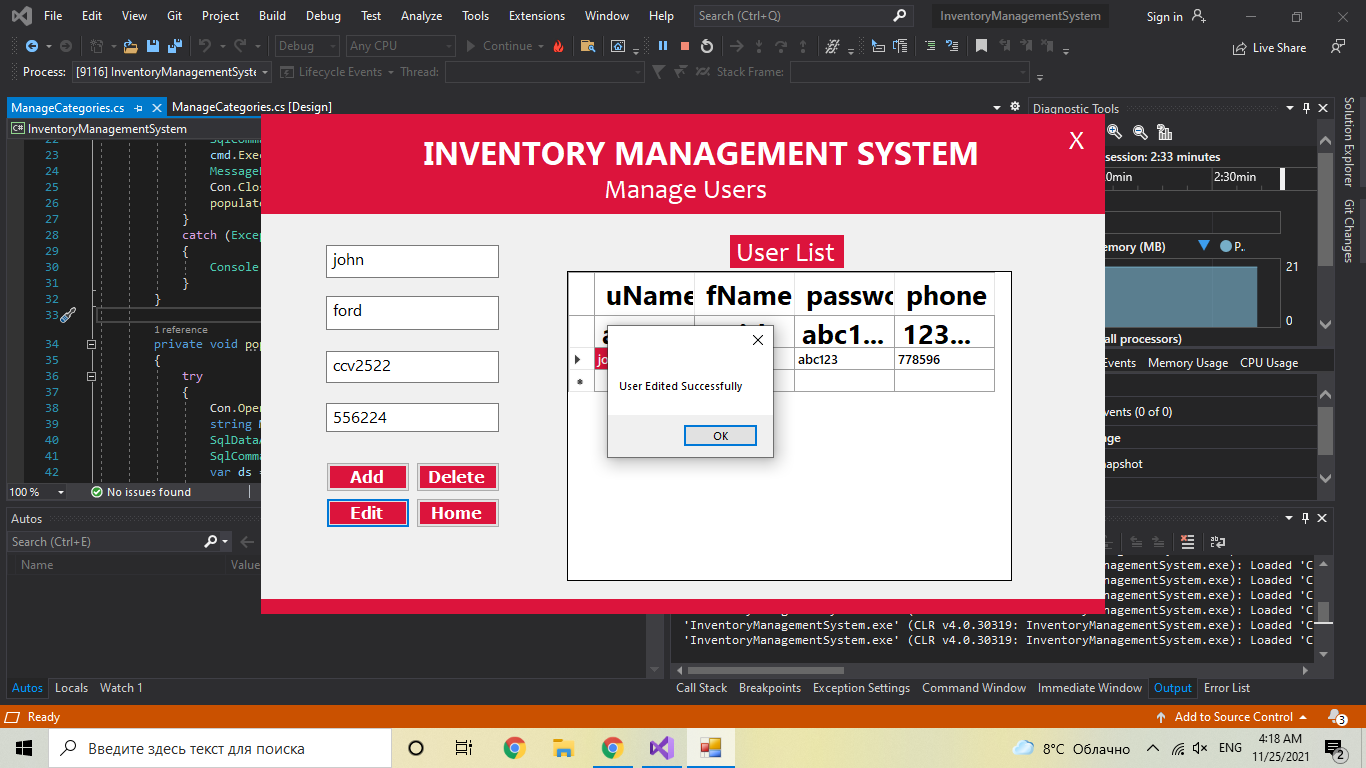 File Edit View Git Project Build Debug Test Analyze Tools Extensions Window Help Search (Ctrl+Q) InventoryManagementSystem Sign in
Debug Any CPU Continue Live Share
Process: [9116] InventoryManagementSyste Lifecycle Events Thread: Stack Frame:
ManageCategories.cs ManageCategories.cs [Design] Diagnostic Tools
C# InventoryManagementSystem
22 SqlComm
23 cmd.Exec
24 MessageB
25 Con.Clos
26 populate
27 }
28 catch (Excep
29 {
30 Console
31 }
32 }
33
1 reference
34 private void pop
35 {
36 try
37 {
38 Con.Oper
39 string M
40 SqlDataA
41 SqlComma
42 var ds =
100 % No issues found
INVENTORY MANAGEMENT SYSTEM
X
Manage Users
john
ford
ccv2522
556224
Add Delete
Edit Home
User List
uName fName passwo phone
abc1... 123...
jo abc123 778596
User Edited Successfully
OK
session: 2:33 minutes
0min 2:30min
emory (MB) P..
21
0
all processors)
Events Memory Usage CPU Usage
vents (0 of 0)
age
napshot
Solution Explorer
Git Changes
Autos
Search (Ctrl+E)
Name Value
nagementSystem.exe): Loaded 'C
nagementSystem.exe): Loaded 'C
nagementSystem.exe): Loaded 'C
nagementSystem.exe): Loaded 'C
'InventoryManagementSystem.exe' (CLR v4.0.30319: InventoryManagementSystem.exe): Loaded 'C
'InventoryManagementSystem.exe' (CLR v4.0.30319: InventoryManagementSystem.exe): Loaded 'C
Autos Locals Watch 1 Call Stack Breakpoints Exception Settings Command Window Immediate Window Output Error List
Ready Add to Source Control 3
Введите здесь текст для поиска 8°C Облачно ENG 4:18 AM
11/25/2021 2